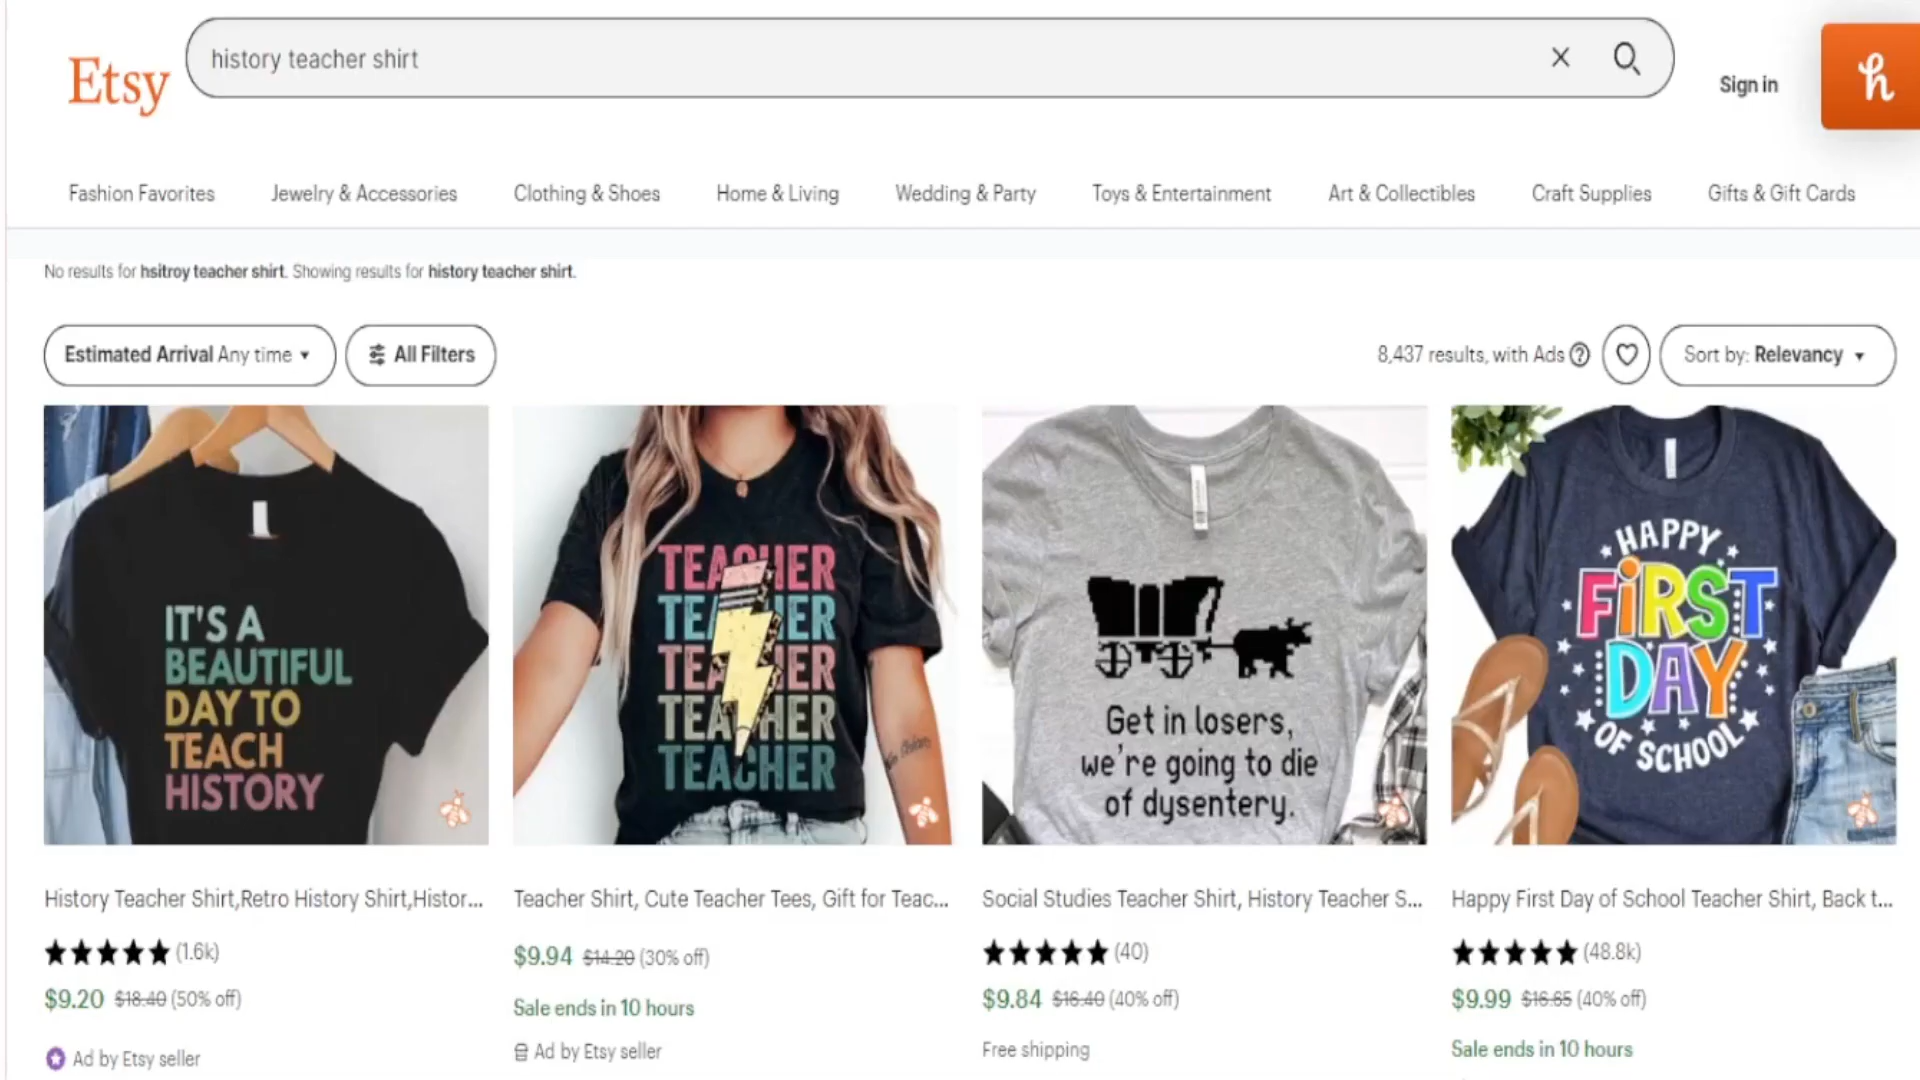 Etsy
history teacher shirt
Sign in
h
Fashion Favorites
Jewelry & Accessories
Clothing & Shoes
Home & Living
Wedding & Party
Toys & Entertainment
Art & Collectibles
Craft Supplies
Gifts & Gift Cards
No results for hsitroy teacher shirt. Showing results for history teacher shirt.
Estimated Arrival Any time
All Filters
8,437 results, with Ads ?
Sort by: Relevancy
IT'S A
BEAUTIFUL
DAY TO
TEACH
HISTORY
TEACHER
TEACHER
TEACHER
TEACHER
TEACHER
Get in losers,
we're going to die
of dysentery.
HAPPY
FIRST
DAY
OF SCHOOL
History Teacher Shirt,Retro History Shirt,Histor...
(1.6k)
$9.20 $18.40 (50% off)
Ad by Etsy seller
Teacher Shirt, Cute Teacher Tees, Gift for Teac...
$9.94 $14.20 (30% off)
Sale ends in 10 hours
Ad by Etsy seller
Social Studies Teacher Shirt, History Teacher S...
(40)
$9.84 $16.40 (40% off)
Free shipping
Happy First Day of School Teacher Shirt, Back t...
(48.8k)
$9.99 $16.65 (40% off)
Sale ends in 10 hours